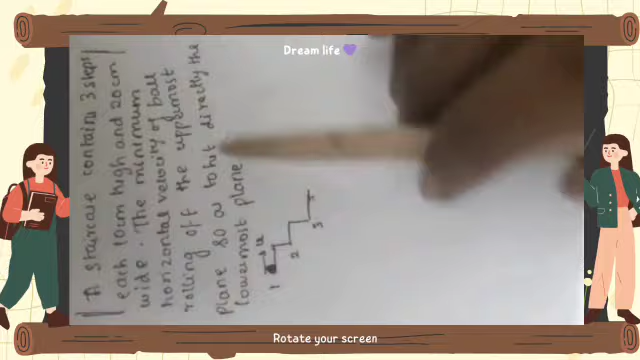 Dream life 💜
A staircase contains 3 steps
each 10cm high and 20cm
wide. The minimum
horizontal velocity of ball
rolling off the uppermost
plane so as to hit directly the
lowermost plane
1
u
2
3
Rotate your screen